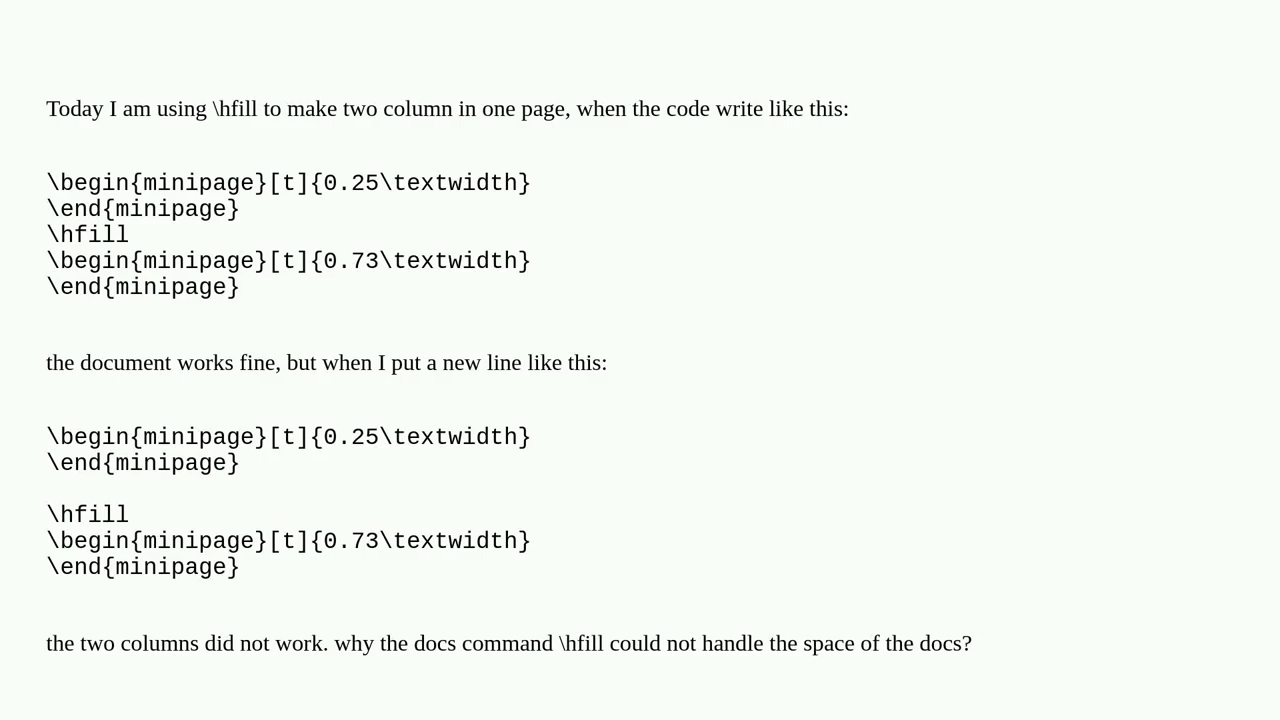 Today I am using \hfill to make two column in one page, when the code write like this:
\begin{minipage}[t]{0.25\textwidth}
\end{minipage}
\hfill
\begin{minipage}[t]{0.73\textwidth}
\end{minipage}
the document works fine, but when I put a new line like this:
\begin{minipage}[t]{0.25\textwidth}
\end{minipage}
\hfill
\begin{minipage}[t]{0.73\textwidth}
\end{minipage}
the two columns did not work. why the docs command \hfill could not handle the space of the docs?